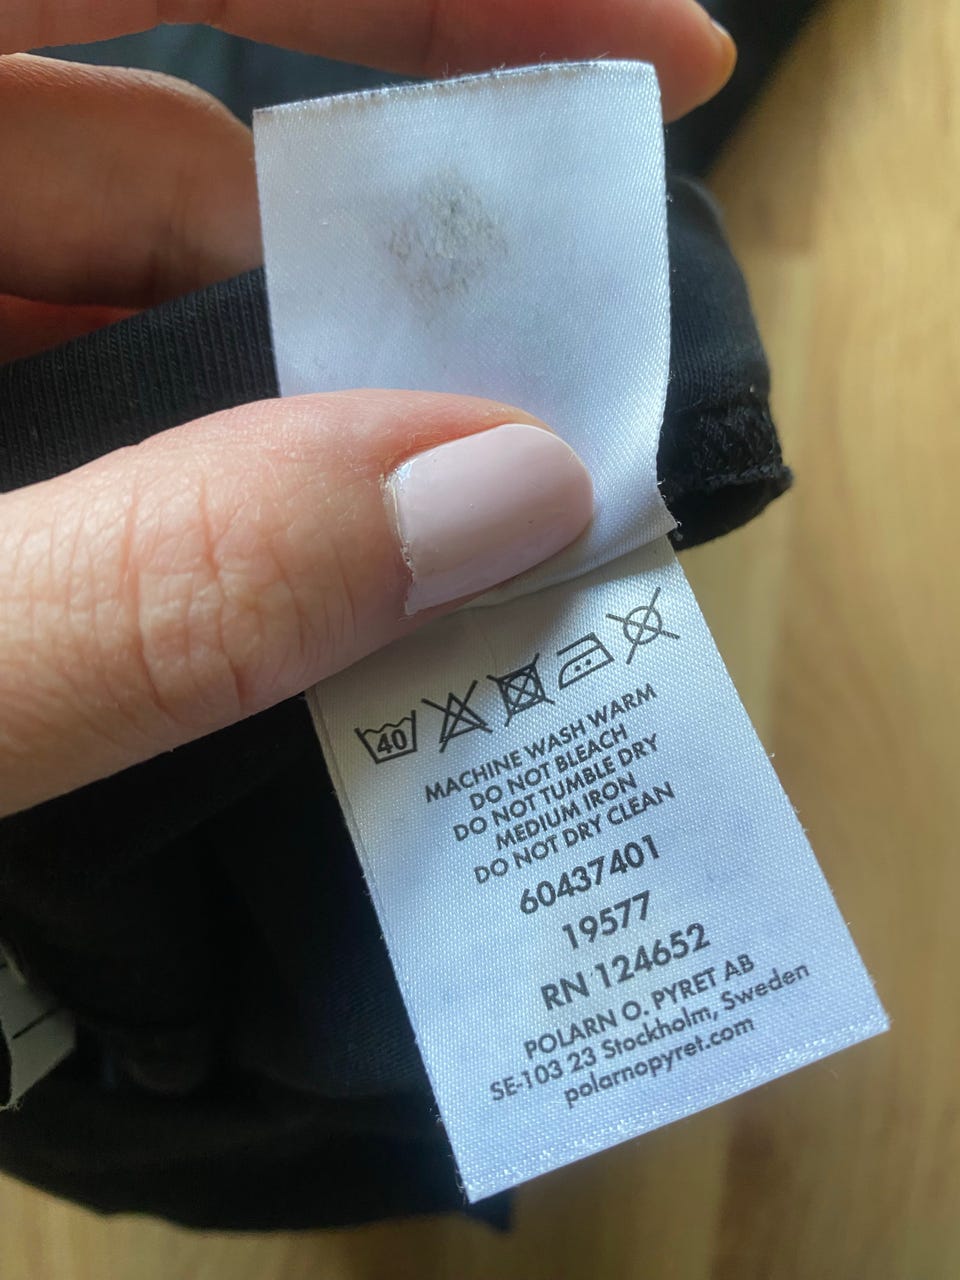 40
MACHINE WASH WARM
DO NOT BLEACH
DO NOT TUMBLE DRY
MEDIUM IRON
DO NOT DRY CLEAN
60437401
19577
RN 124652
POLARN O. PYRET AB
SE-103 23 Stockholm, Sweden
polarnopyret.com